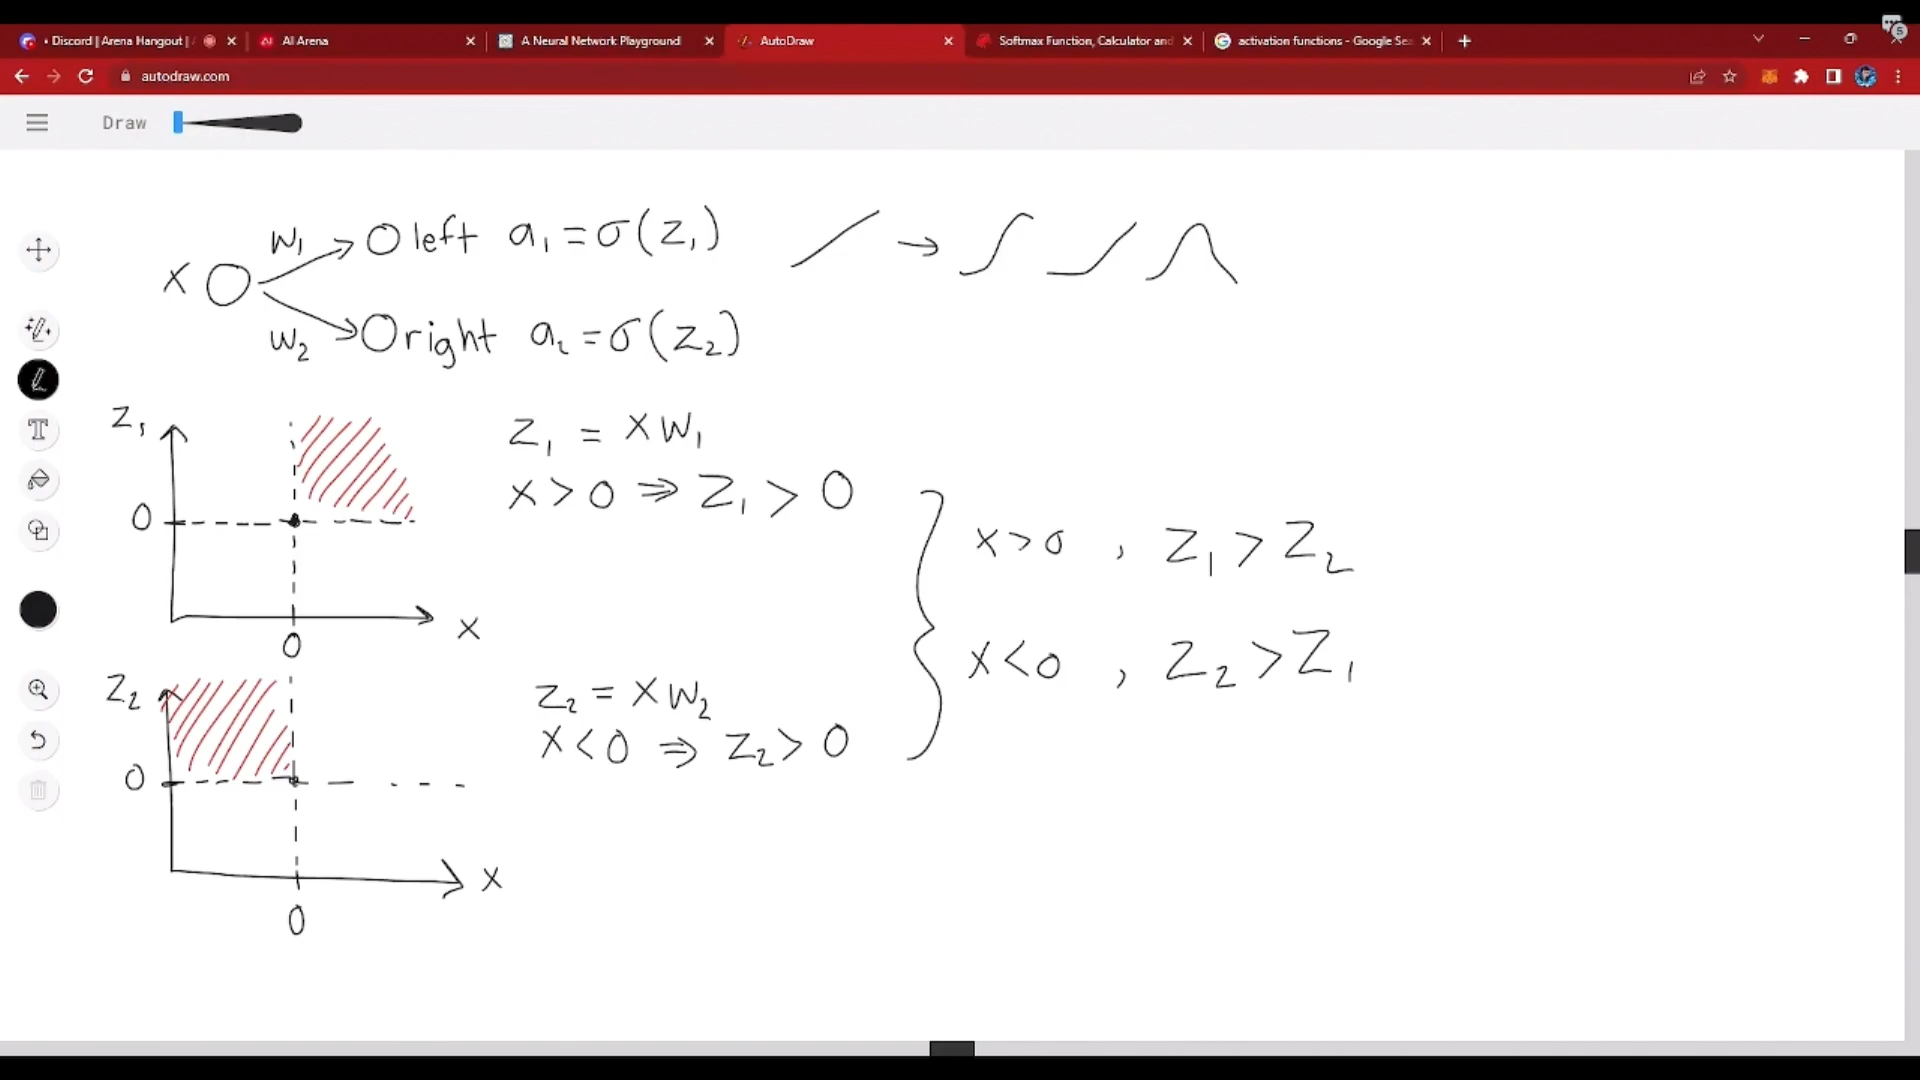 Discord | Arena Hangout | AI Arena A Neural Network Playground AutoDraw Softmax Function, Calculator and activation functions - Google Se
5
autodraw.com
Draw
x w₁ left a₁ = σ(z₁)
w₂ right a₂ = σ(z₂)
z₁
0
0
x
z₁ = x w₁
x > 0 ⇒ z₁ > 0
z₂
0
0
x
z₂ = x w₂
x < 0 ⇒ z₂ > 0
x > 0 , z₁ > z₂
x < 0 , z₂ > z₁